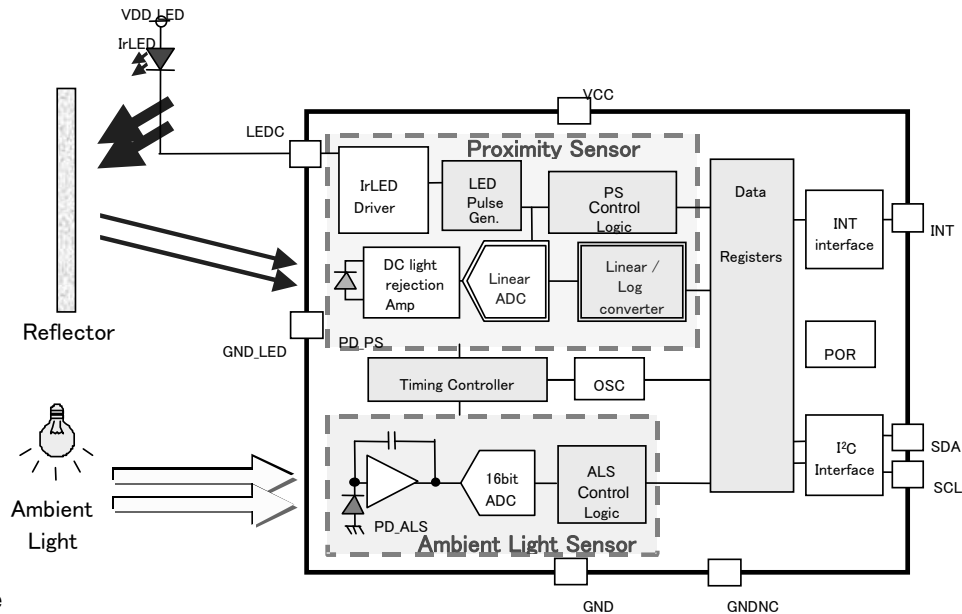 VDD_LED
IrLED
VCC
LEDC
Proximity Sensor
IrLED
Driver
LED
Pulse
Gen.
PS
Control
Logic
Data
Registers
INT
interface
INT
DC light
rejection
Amp
Linear
ADC
Linear /
Log
converter
Reflector
GND_LED
PD_PS
POR
Timing Controller
OSC
Ambient
Light
PD_ALS
16bit
ADC
ALS
Control
Logic
I²C
Interface
SDA
SCL
Ambient Light Sensor
GND
GNDNC
e